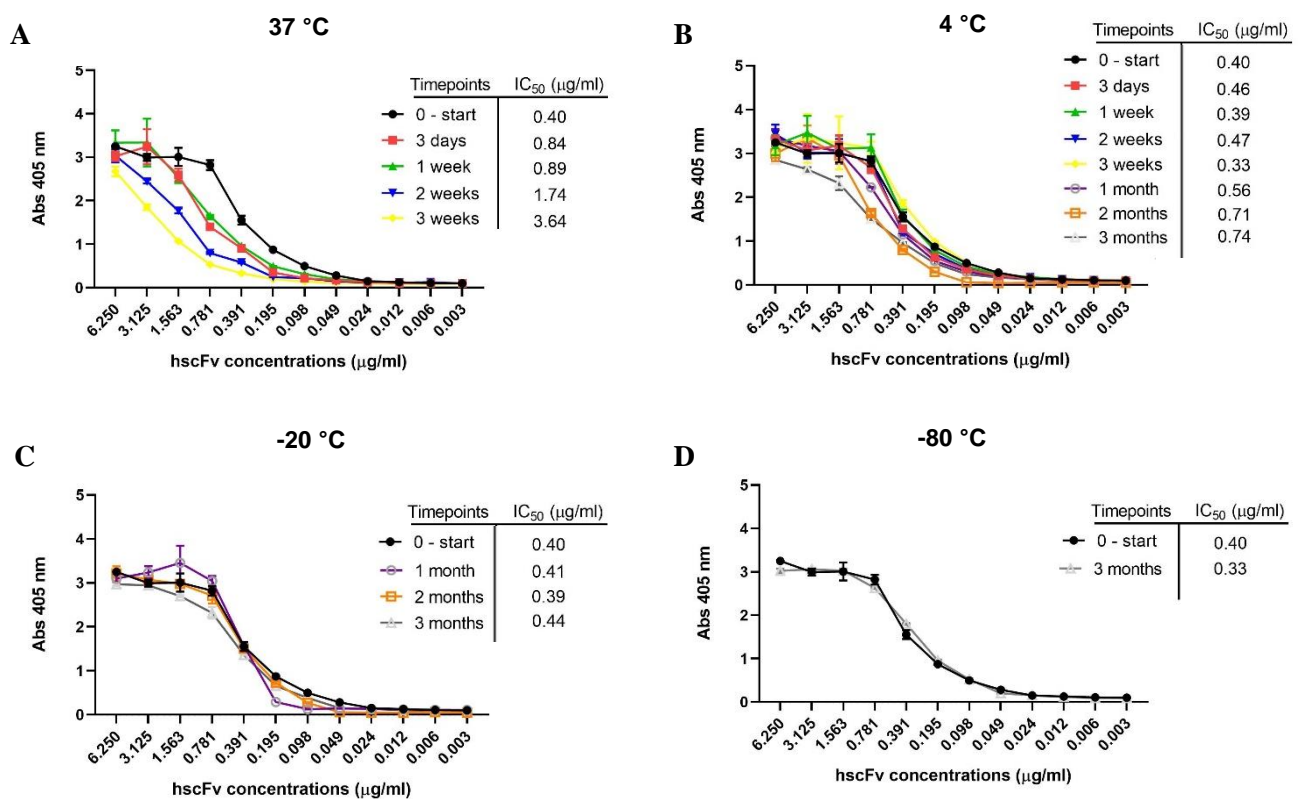 A
37 °C
Timepoints IC50 (μg/ml)
0 - start 0.40
3 days 0.84
1 week 0.89
2 weeks 1.74
3 weeks 3.64
Abs 405 nm
5
4
3
2
1
0
6.250 3.125 1.563 0.781 0.391 0.195 0.098 0.049 0.024 0.012 0.006 0.003
hscFv concentrations (μg/ml)
B
4 °C
Timepoints IC50 (μg/ml)
0 - start 0.40
3 days 0.46
1 week 0.39
2 weeks 0.47
3 weeks 0.33
1 month 0.56
2 months 0.71
3 months 0.74
Abs 405 nm
5
4
3
2
1
0
6.250 3.125 1.563 0.781 0.391 0.195 0.098 0.049 0.024 0.012 0.006 0.003
hscFv concentrations (μg/ml)
C
-20 °C
Timepoints IC50 (μg/ml)
0 - start 0.40
1 month 0.41
2 months 0.39
3 months 0.44
Abs 405 nm
5
4
3
2
1
0
6.250 3.125 1.563 0.781 0.391 0.195 0.098 0.049 0.024 0.012 0.006 0.003
hscFv concentrations (μg/ml)
D
-80 °C
Timepoints IC50 (μg/ml)
0 - start 0.40
3 months 0.33
Abs 405 nm
5
4
3
2
1
0
6.250 3.125 1.563 0.781 0.391 0.195 0.098 0.049 0.024 0.012 0.006 0.003
hscFv concentrations (μg/ml)